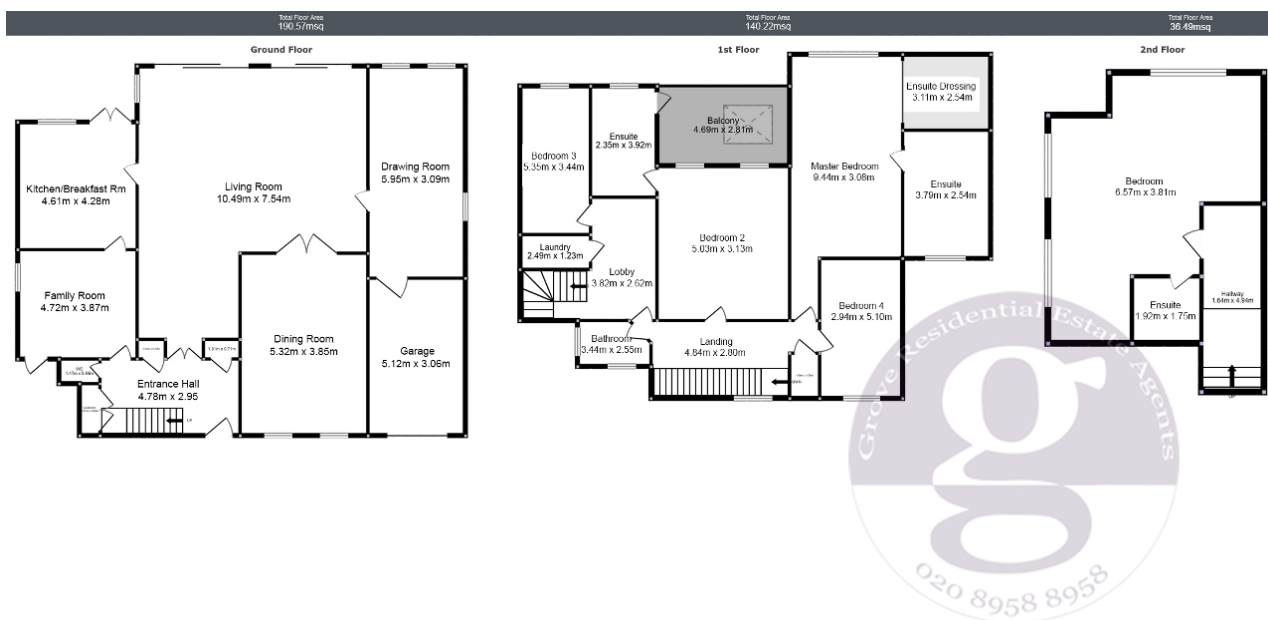 Total Floor Area
190.57msq
Total Floor Area
140.22msq
Total Floor Area
36.49msq
Ground Floor
1st Floor
2nd Floor
Kitchen/Breakfast Rm
4.61m x 4.28m
Living Room
10.49m x 7.54m
Drawing Room
5.95m x 3.09m
Family Room
4.72m x 3.87m
Dining Room
5.32m x 3.85m
Garage
5.12m x 3.06m
WC
Entrance Hall
4.78m x 2.95
UP
Bedroom 3
5.35m x 3.44m
Ensuite
2.35m x 3.92m
Balcony
4.69m x 2.81m
Master Bedroom
9.44m x 3.08m
Ensuite Dressing
3.11m x 2.54m
Ensuite
3.79m x 2.54m
Laundry
2.49m x 1.23m
Lobby
3.82m x 2.62m
Bedroom 2
5.03m x 3.13m
Bedroom 4
2.94m x 5.10m
Bathroom
3.44m x 2.55m
Landing
4.84m x 2.80m
Bedroom
6.57m x 3.81m
Hallway
1.64m x 4.94m
Ensuite
1.92m x 1.75m
UP
Grove Residential Estate Agents
g
020 8958 8958